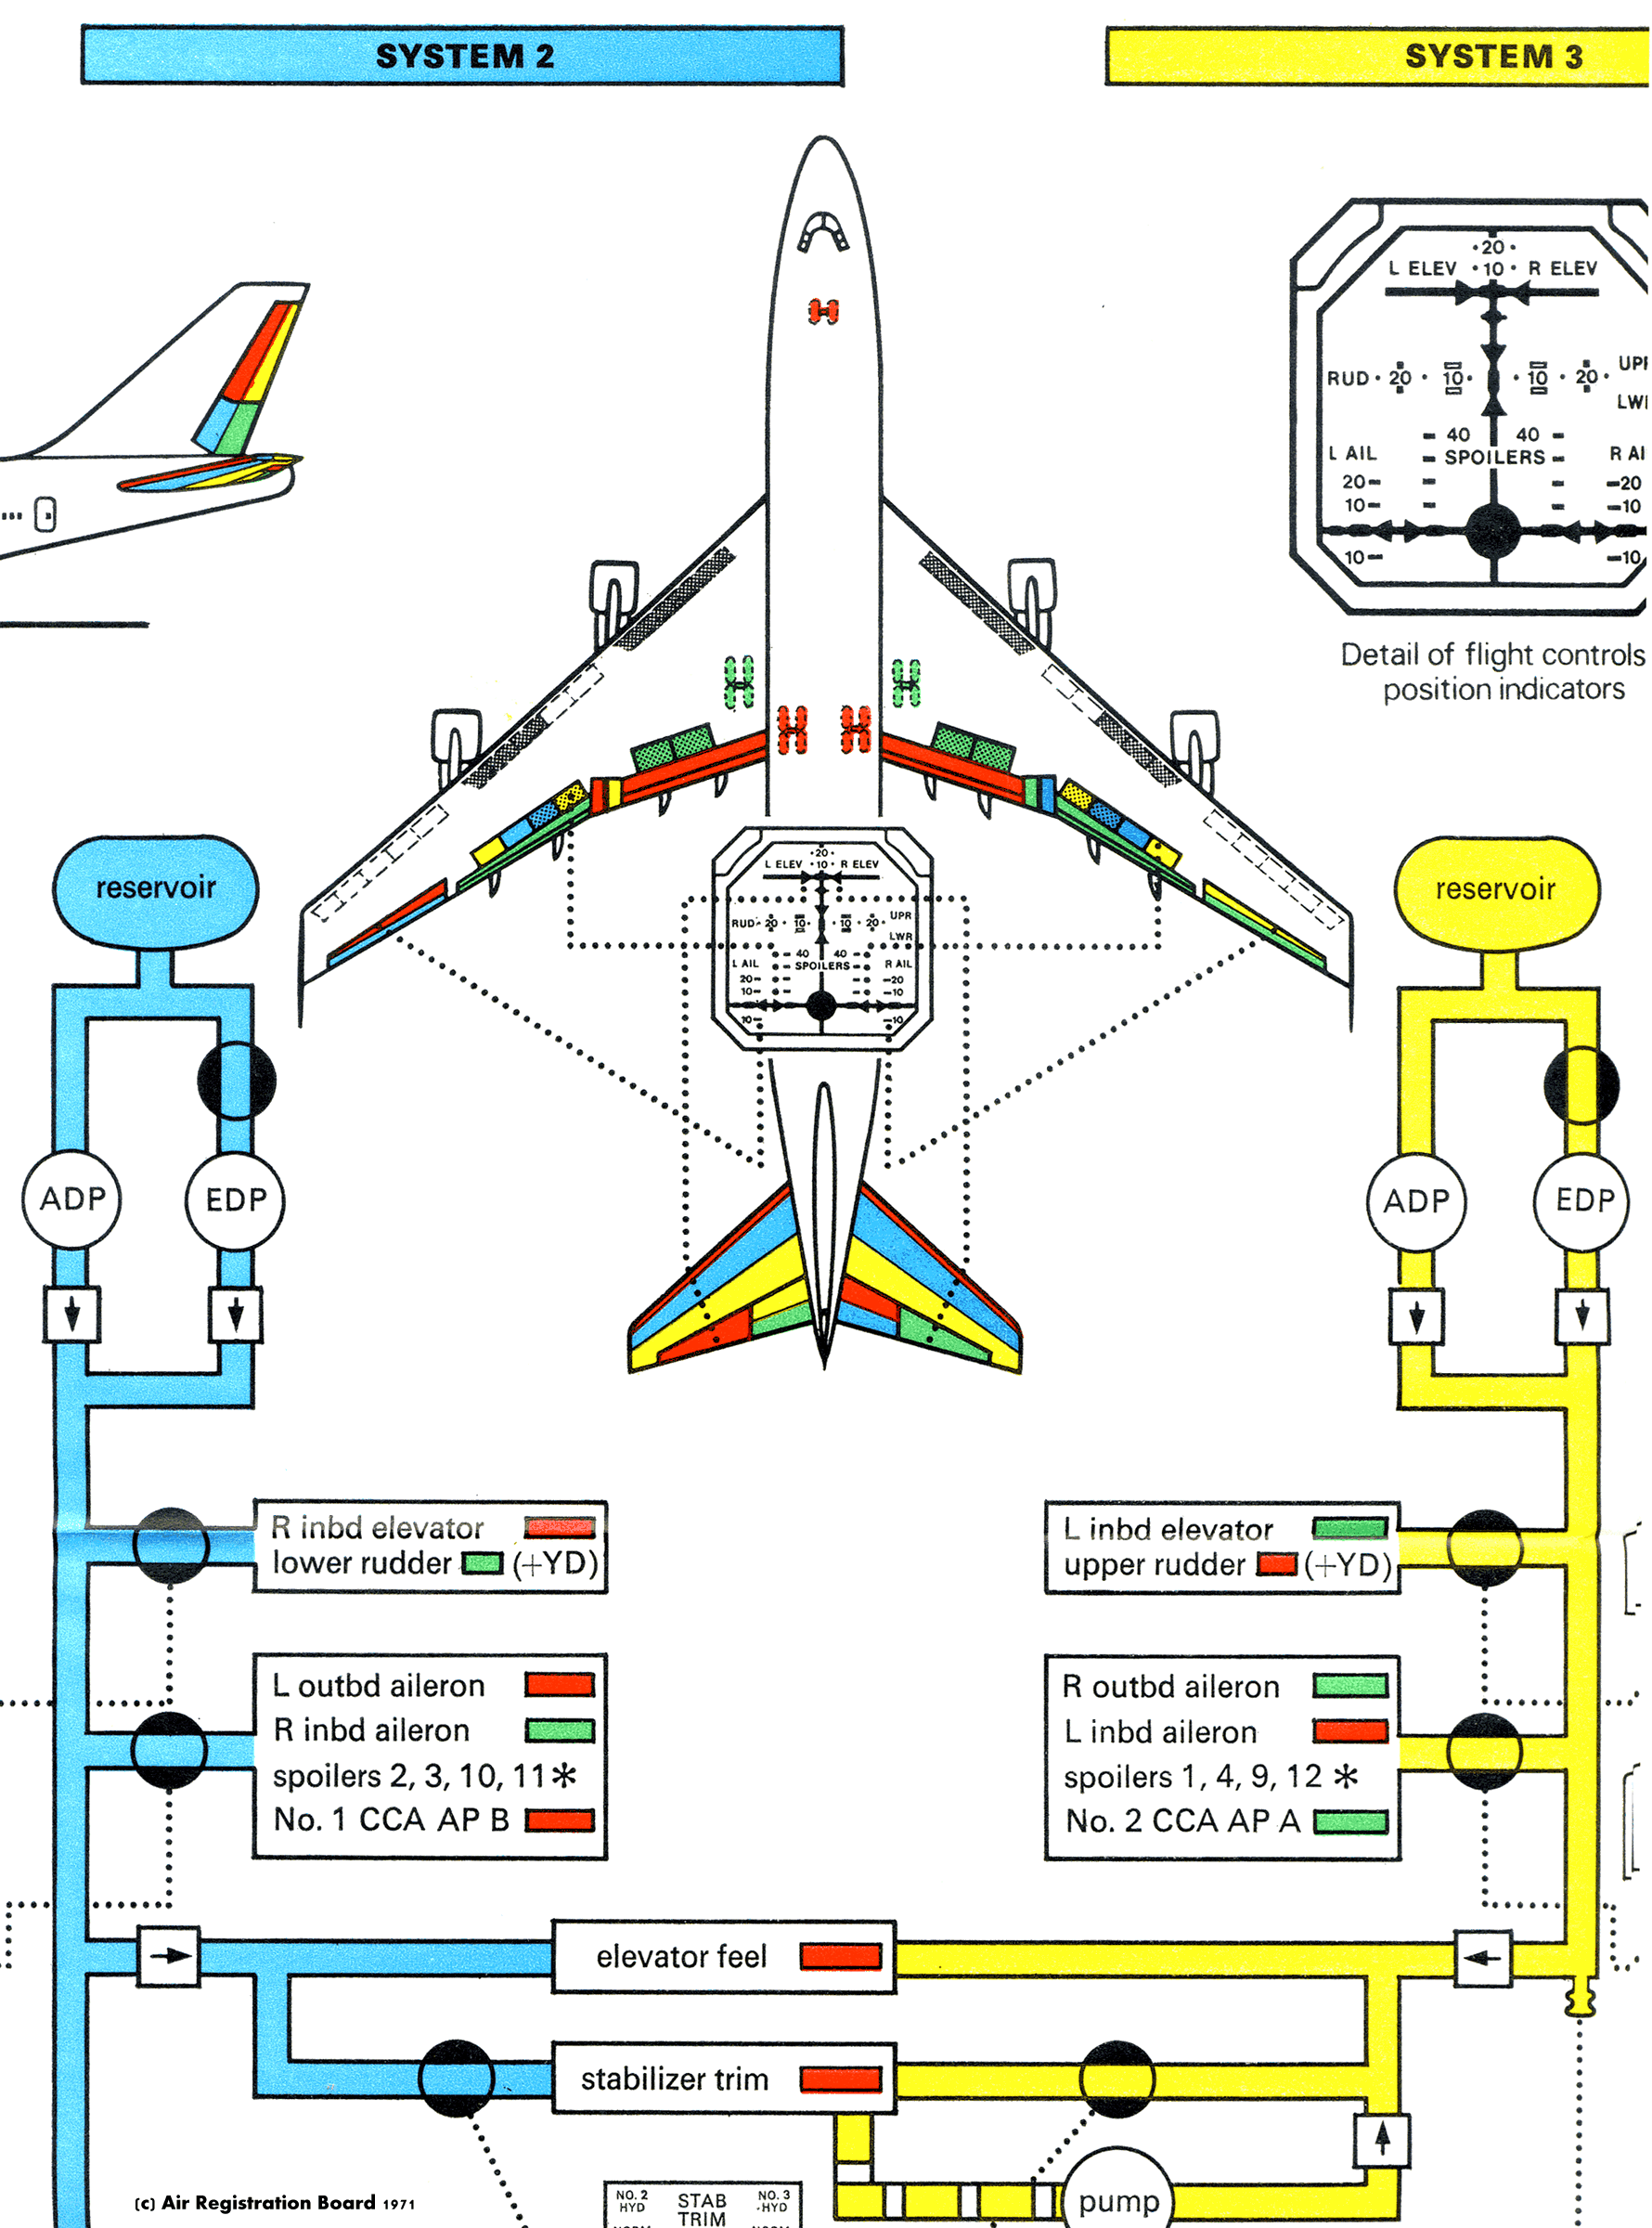 SYSTEM 2
SYSTEM 3
·20·
L ELEV ·10· R ELEV
RUD · 20 · 10 · · 10 · 20 · UPR
LWR
40 40
L AIL SPOILERS R AI
20 20
10 10
10 10
Detail of flight controls
position indicators
reservoir
reservoir
·20·
L ELEV ·10· R ELEV
RUD · 20 · 10 · · 10 · 20 · UPR
LWR
40 40
L AIL SPOILERS R AIL
20 20
10 10
10 10
ADP
EDP
ADP
EDP
R inbd elevator
lower rudder (+YD)
L inbd elevator
upper rudder (+YD)
L outbd aileron
R inbd aileron
spoilers 2, 3, 10, 11*
No. 1 CCA AP B
R outbd aileron
L inbd aileron
spoilers 1, 4, 9, 12 *
No. 2 CCA AP A
elevator feel
stabilizer trim
pump
(c) Air Registration Board 1971
NO. 2
HYD
STAB
TRIM
NO. 3
-HYD